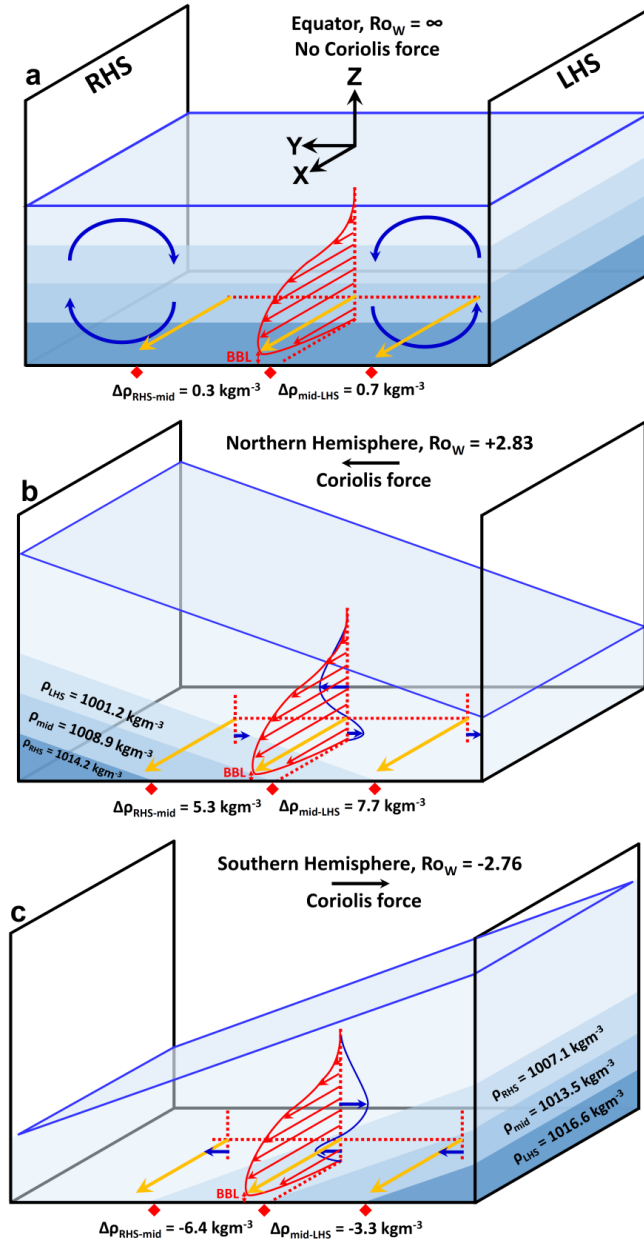 Equator, Ro_W = ∞
No Coriolis force
a
RHS
LHS
Z
Y
X
BBL
Δρ_RHS-mid = 0.3 kgm⁻³ Δρ_mid-LHS = 0.7 kgm⁻³
b
Northern Hemisphere, Ro_W = +2.83
Coriolis force
ρ_LHS = 1001.2 kgm⁻³
ρ_mid = 1008.9 kgm⁻³
ρ_RHS = 1014.2 kgm⁻³
BBL
Δρ_RHS-mid = 5.3 kgm⁻³ Δρ_mid-LHS = 7.7 kgm⁻³
c
Southern Hemisphere, Ro_W = -2.76
Coriolis force
ρ_RHS = 1007.1 kgm⁻³
ρ_mid = 1013.5 kgm⁻³
ρ_LHS = 1016.6 kgm⁻³
BBL
Δρ_RHS-mid = -6.4 kgm⁻³ Δρ_mid-LHS = -3.3 kgm⁻³